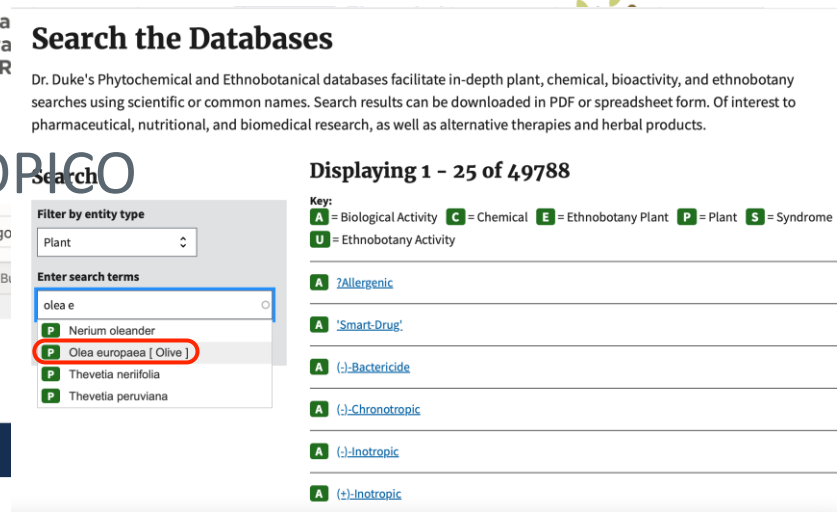 a
a
R
Search the Databases
Dr. Duke's Phytochemical and Ethnobotanical databases facilitate in-depth plant, chemical, bioactivity, and ethnobotany
searches using scientific or common names. Search results can be downloaded in PDF or spreadsheet form. Of interest to
pharmaceutical, nutritional, and biomedical research, as well as alternative therapies and herbal products.
OPICO
Search
Displaying 1 - 25 of 49788
Key:
A = Biological Activity C = Chemical E = Ethnobotany Plant P = Plant S = Syndrome
U = Ethnobotany Activity
Filter by entity type
go
Plant
Bu
Enter search terms
olea e
P Nerium oleander
P Olea europaea [ Olive ]
P Thevetia neriifolia
P Thevetia peruviana
A ?Allergenic
A 'Smart-Drug'
A (-)-Bactericide
A (-)-Chronotropic
A (-)-Inotropic
A (+)-Inotropic